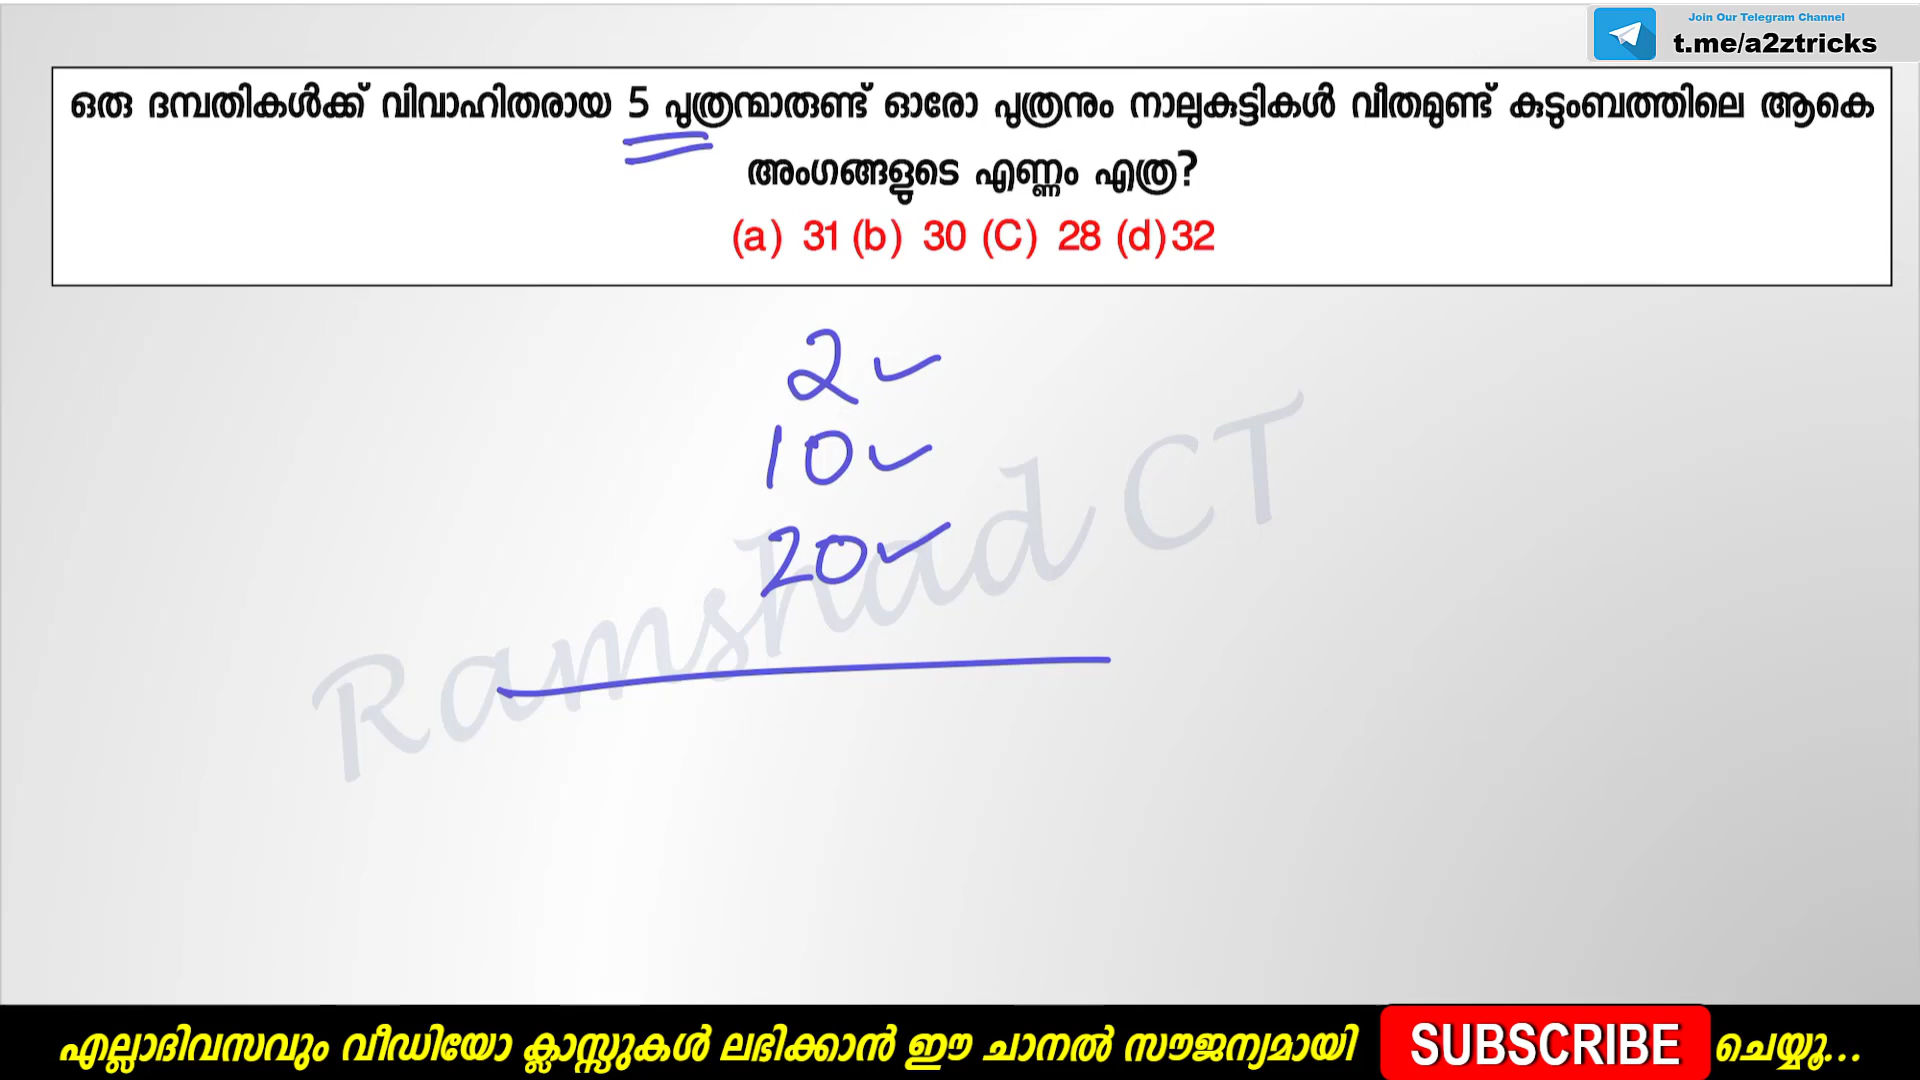 Join Our Telegram Channel
t.me/a2ztricks
ഒരു ദമ്പതികൾക്ക് വിവാഹിതരായ 5 പുത്രന്മാരുണ്ട് ഓരോ പുത്രനും നാലുകുട്ടികൾ വീതമുണ്ട് കുടുംബത്തിലെ ആകെ
അംഗങ്ങളുടെ എണ്ണം എത്ര?
(a) 31 (b) 30 (C) 28 (d)32
2
10
20
Ramshad CT
എല്ലാദിവസവും വീഡിയോ ക്ലാസ്സുകൾ ലഭിക്കാൻ ഈ ചാനൽ സൗജന്യമായി SUBSCRIBE ചെയ്യൂ...